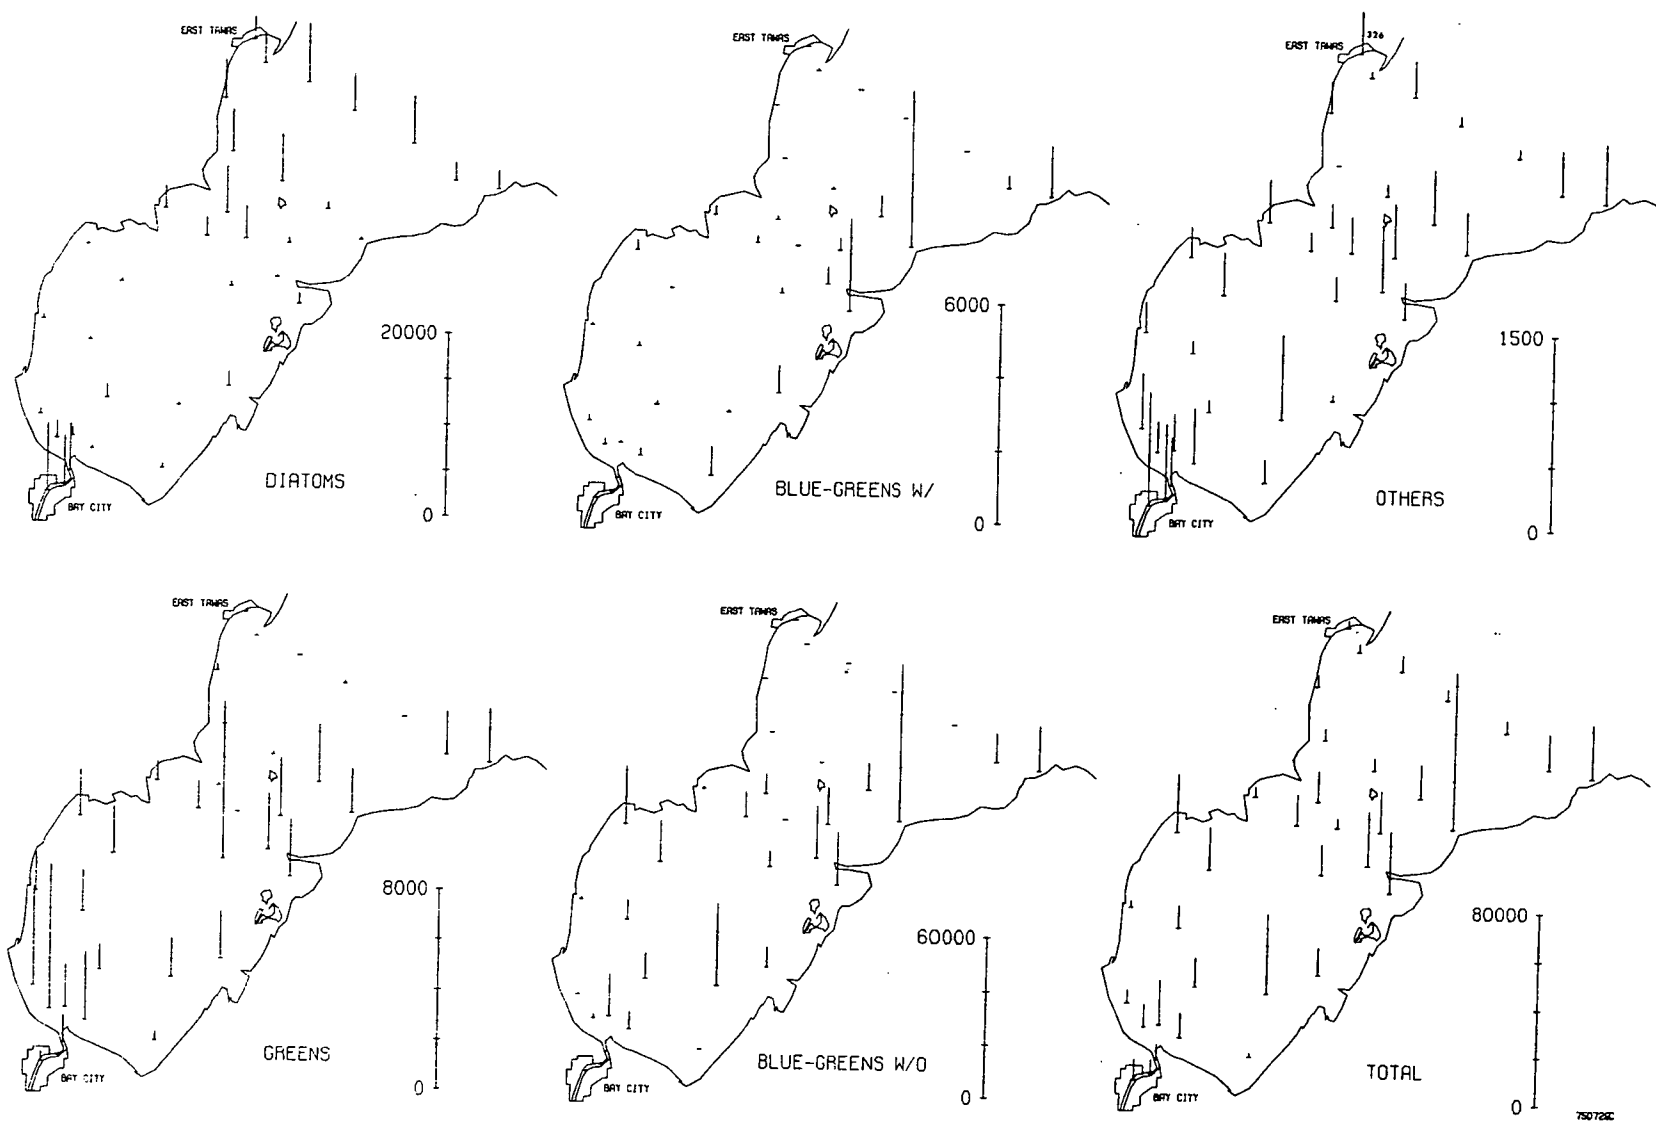 EAST TAWAS
20000
0
DIATOMS
BAY CITY
EAST TAWAS
6000
0
BLUE-GREENS W/
BAY CITY
EAST TAWAS
326
1500
0
OTHERS
BAY CITY
EAST TAWAS
8000
0
GREENS
BAY CITY
EAST TAWAS
60000
0
BLUE-GREENS W/O
BAY CITY
EAST TAWAS
80000
0
TOTAL
BAY CITY